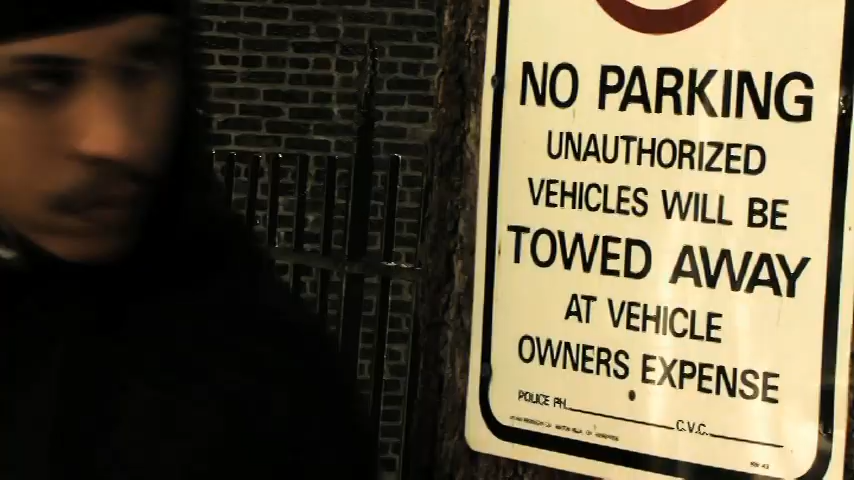 NO PARKING
UNAUTHORIZED
VEHICLES WILL BE
TOWED AWAY
AT VEHICLE
OWNERS EXPENSE
POLICE PH.
C.V.C.